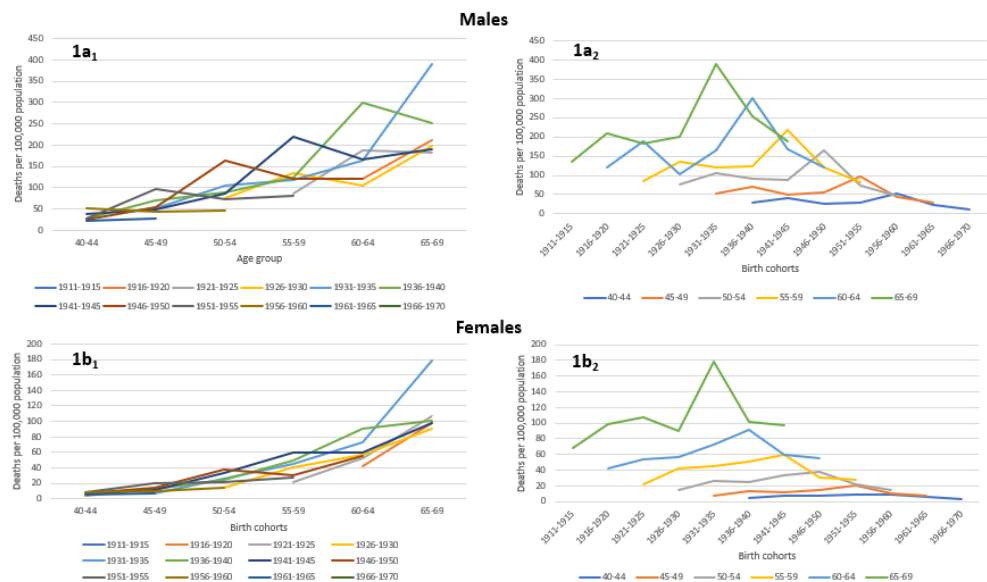 Males
1a1
Deaths per 100,000 population
450
400
350
300
250
200
150
100
50
0
40-44 45-49 50-54 55-59 60-64 65-69
Age group
1911-1915 1916-1920 1921-1925 1926-1930 1931-1935 1936-1940
1941-1945 1946-1950 1951-1955 1956-1960 1961-1965 1966-1970
1a2
Deaths per 100,000 population
450
400
350
300
250
200
150
100
50
0
1911-1915 1916-1920 1921-1925 1926-1930 1931-1935 1936-1940 1941-1945 1946-1950 1951-1955 1956-1960 1961-1965 1966-1970
Birth cohorts
40-44 45-49 50-54 55-59 60-64 65-69
Females
1b1
Deaths per 100,000 population
200
180
160
140
120
100
80
60
40
20
0
40-44 45-49 50-54 55-59 60-64 65-69
Birth cohorts
1911-1915 1916-1920 1921-1925 1926-1930
1931-1935 1936-1940 1941-1945 1946-1950
1951-1955 1956-1960 1961-1965 1966-1970
1b2
Deaths per 100,000 population
200
180
160
140
120
100
80
60
40
20
0
1911-1915 1916-1920 1921-1925 1926-1930 1931-1935 1936-1940 1941-1945 1946-1950 1951-1955 1956-1960 1961-1965 1966-1970
Birth cohorts
40-44 45-49 50-54 55-59 60-64 65-69